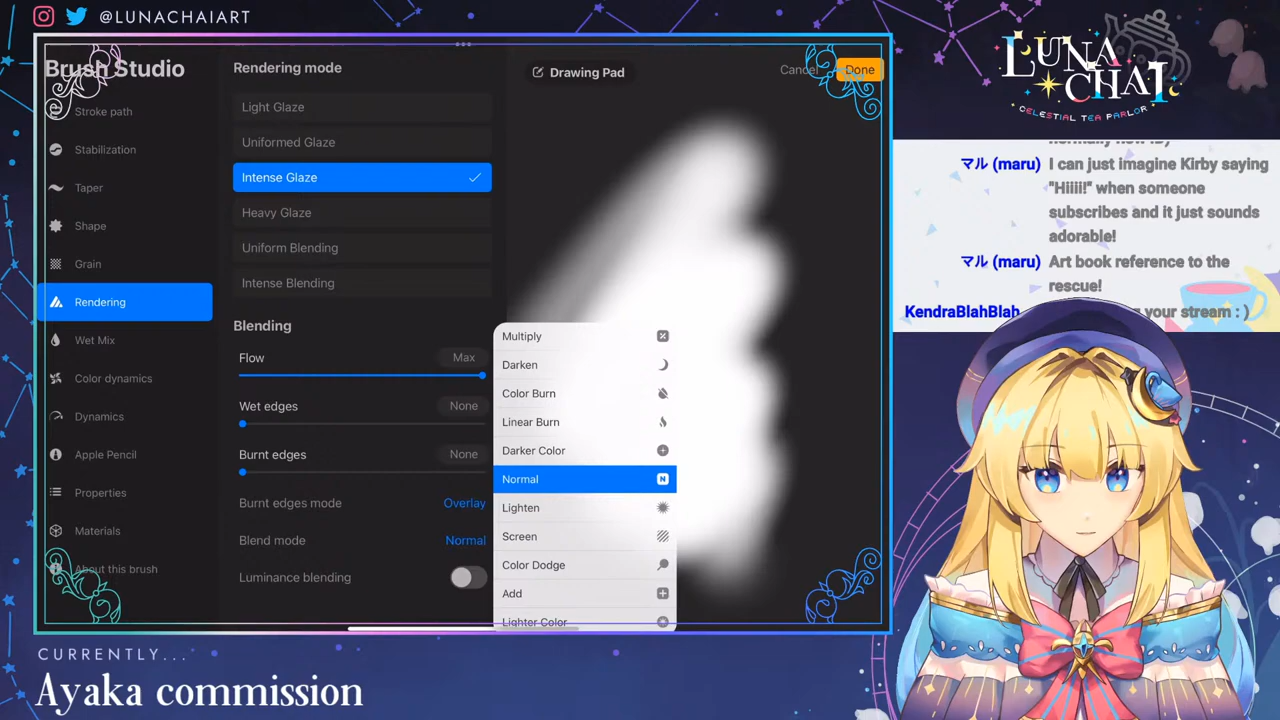 @LUNACHAIART
Brush Studio
Stroke path
Stabilization
Taper
Shape
Grain
Rendering
Wet Mix
Color dynamics
Dynamics
Apple Pencil
Properties
Materials
About this brush
Rendering mode
Light Glaze
Uniformed Glaze
Intense Glaze
Heavy Glaze
Uniform Blending
Intense Blending
Blending
Flow Max
Wet edges None
Burnt edges None
Burnt edges mode Overlay
Blend mode Normal
Luminance blending
Drawing Pad
Cancel Done
Multiply
Darken
Color Burn
Linear Burn
Darker Color
Normal N
Lighten
Screen
Color Dodge
Add
Lighter Color
LUNA
CHAI
CELESTIAL TEA PARLOR
マル (maru) I can just imagine Kirby saying
"Hiiii!" when someone
subscribes and it just sounds
adorable!
マル (maru) Art book reference to the
rescue!
KendraBlahBlah your stream : )
CURRENTLY...
Ayaka commission